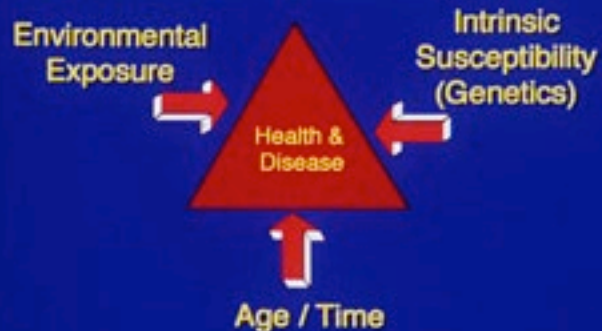 Environmental
Exposure
Intrinsic
Susceptibility
(Genetics)
Health &
Disease
Age / Time